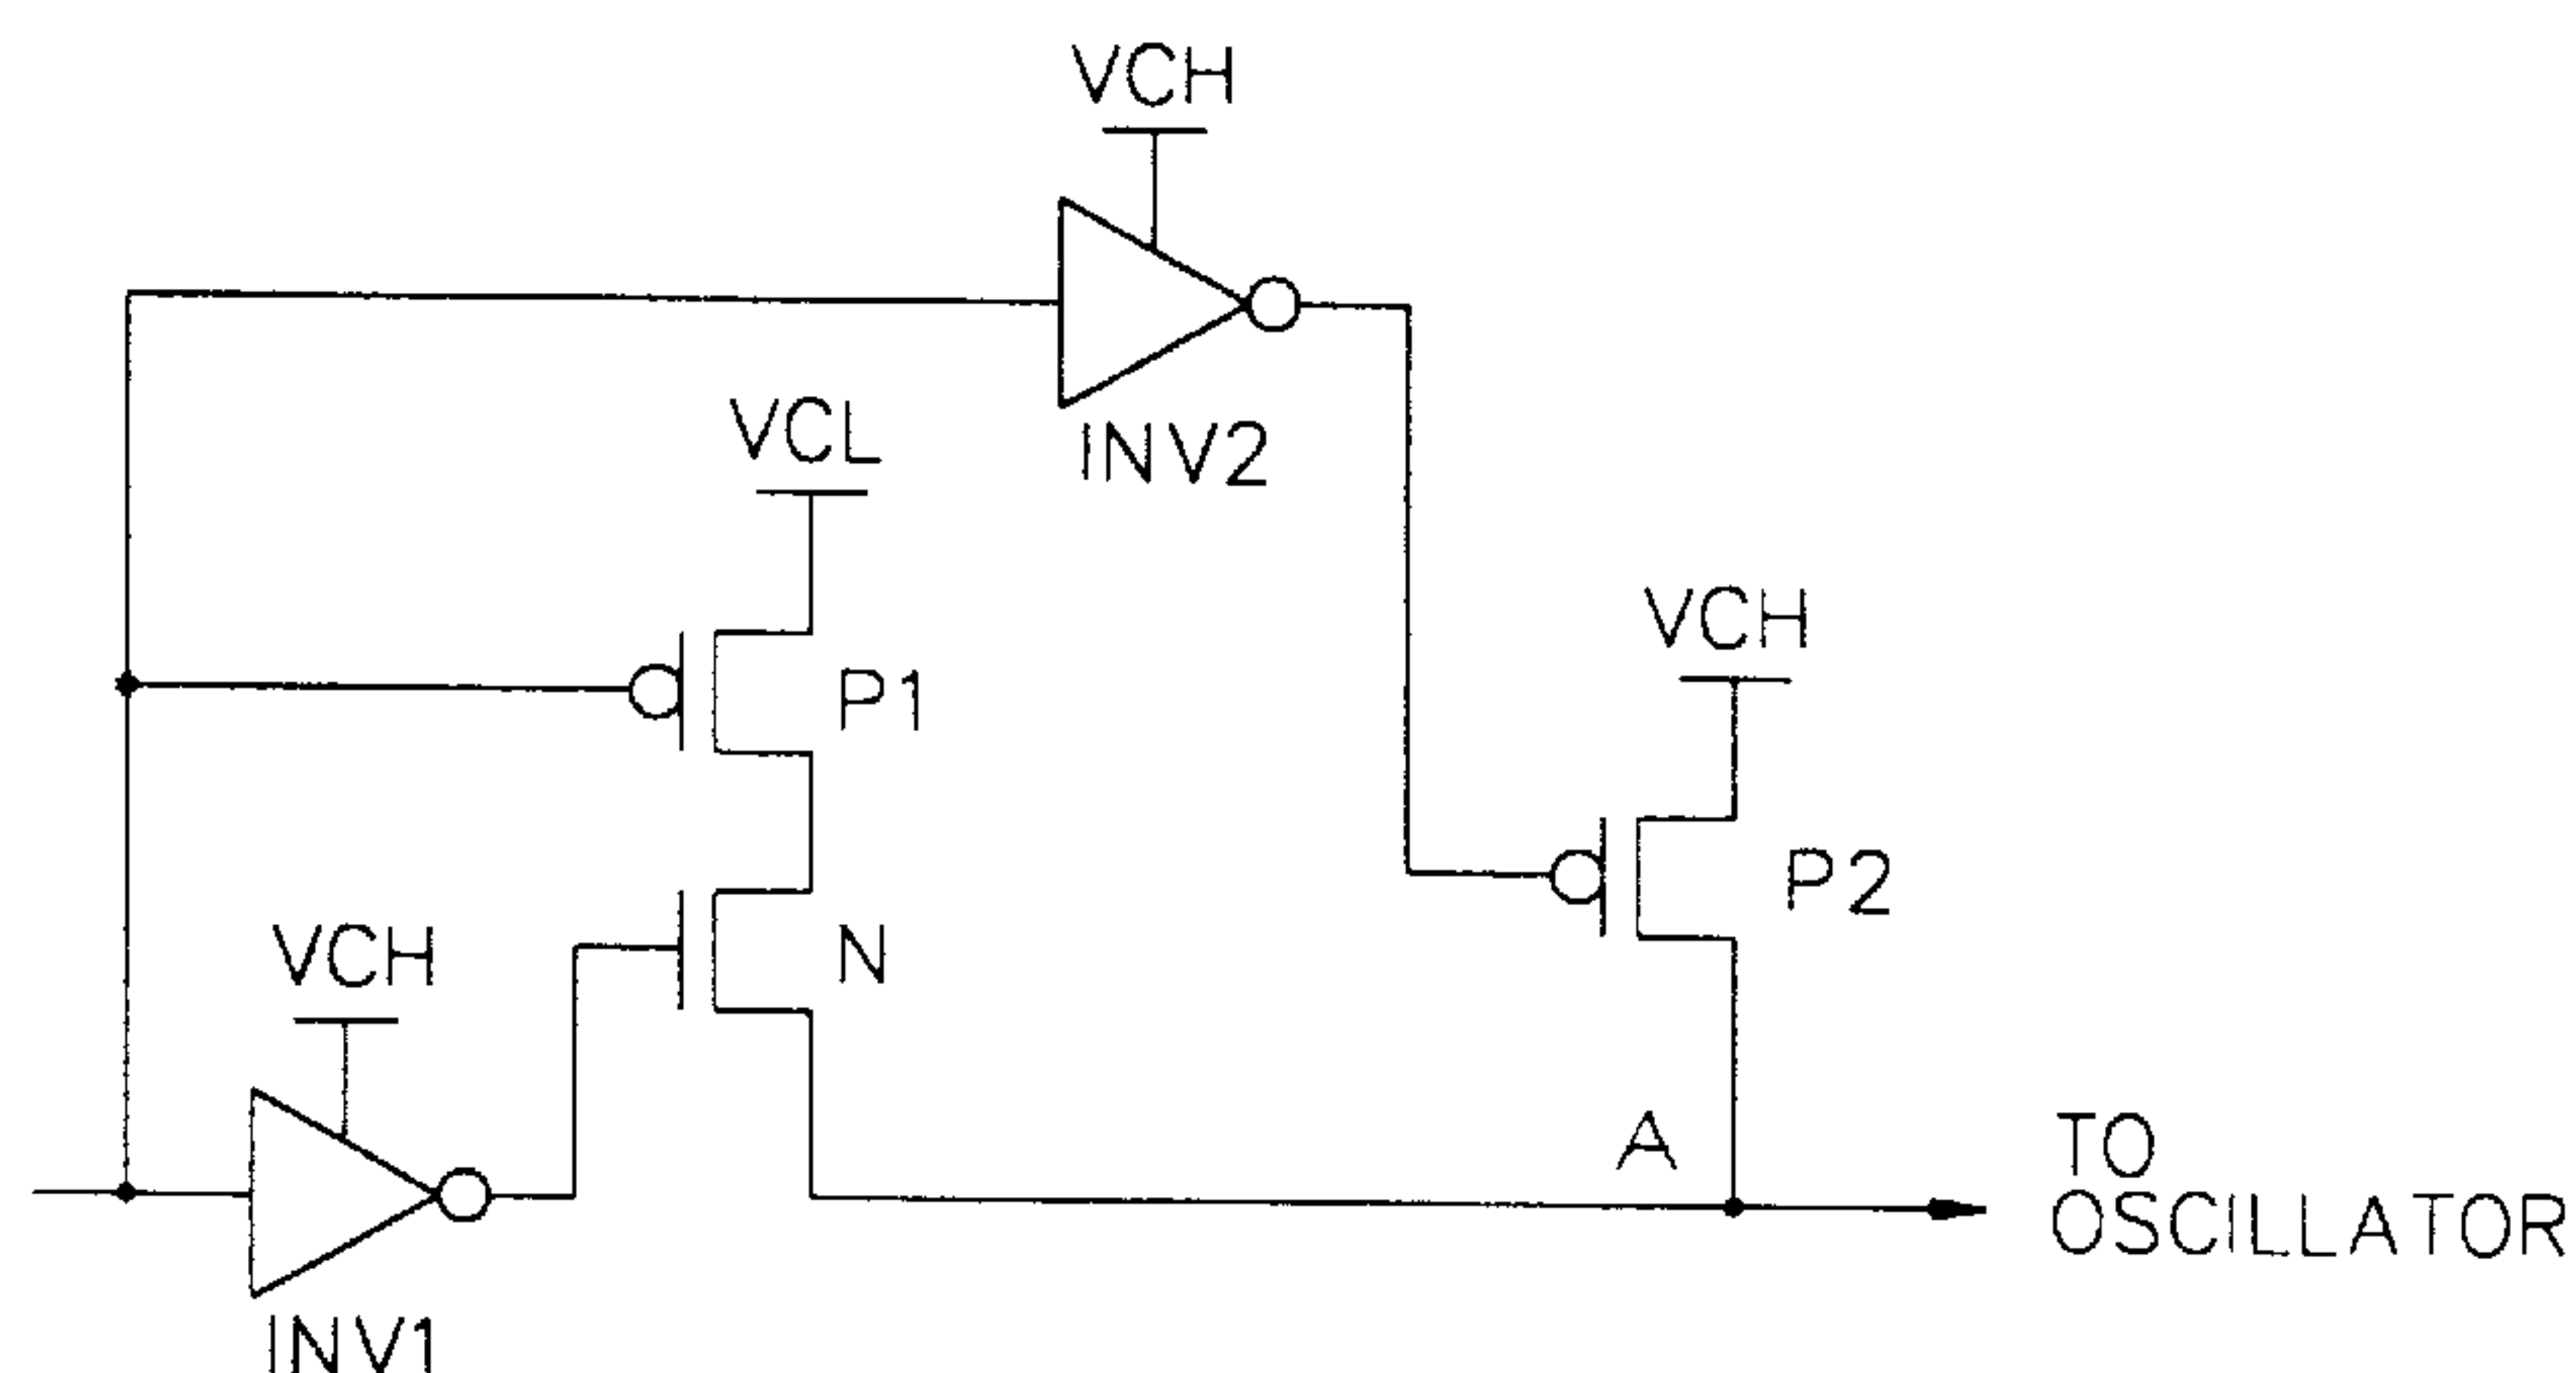 VCH
INV2
VCL
VCH
P1
P2
VCH
N
A
TO
OSCILLATOR
INV1